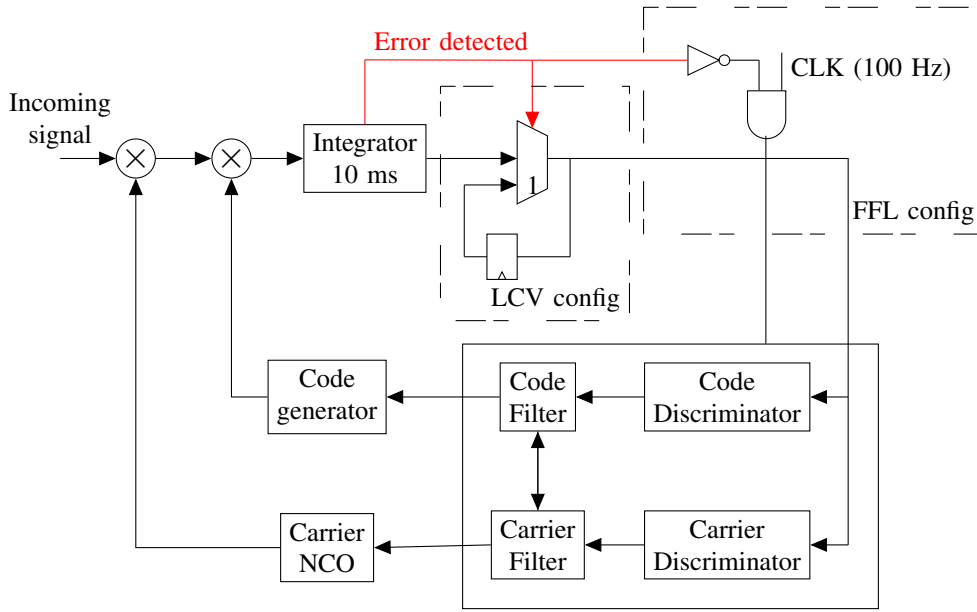 Error detected
CLK (100 Hz)
Incoming
signal
Integrator
10 ms
1
FFL config
LCV config
Code
generator
Code
Filter
Code
Discriminator
Carrier
NCO
Carrier
Filter
Carrier
Discriminator